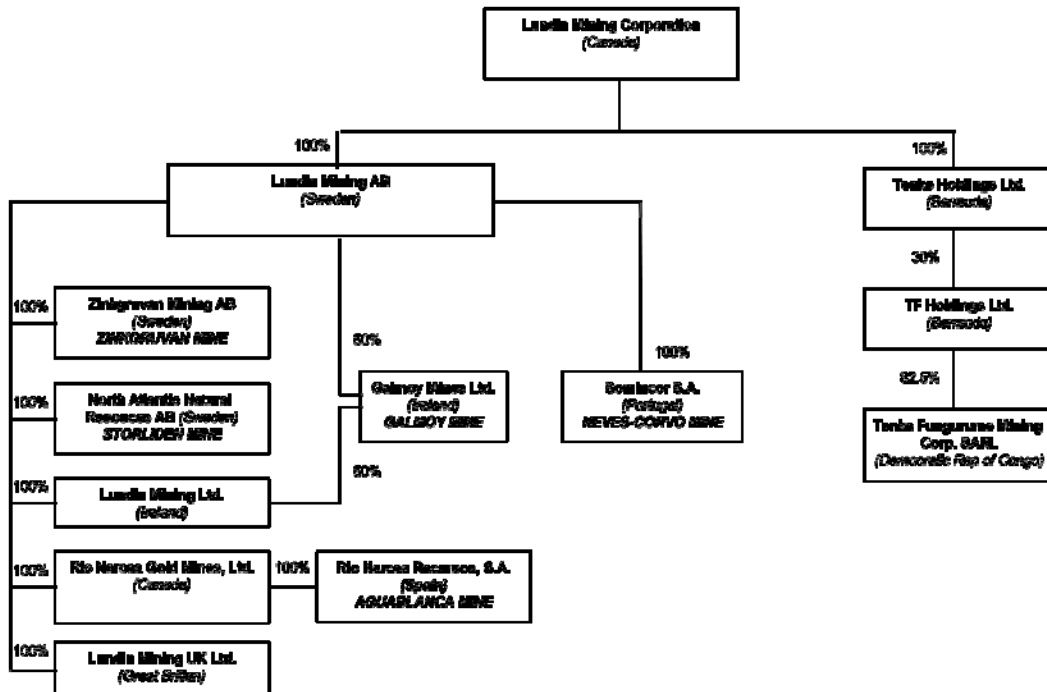 Lundin Mining Corporation
(Canada)
100%
100%
Lundin Mining AB
(Sweden)
Tenke Holdings Ltd.
(Bermuda)
30%
100%
Zinkgruvan Mining AB
(Sweden)
ZINKGRUVAN MINE
TF Holdings Ltd.
(Bermuda)
50%
100%
82.5%
100%
North Atlantic Natural
Resources AB (Sweden)
STORLIDEN MINE
Galmoy Mines Ltd.
(Ireland)
GALMOY MINE
Somincor S.A.
(Portugal)
NEVES-CORVO MINE
Tenke Fungurume Mining
Corp. SARL
(Democratic Rep of Congo)
50%
100%
Lundin Mining Ltd.
(Ireland)
100%
Rio Narcea Gold Mines, Ltd.
(Canada)
100%
Rio Narcea Recursos, S.A.
(Spain)
AGUABLANCA MINE
100%
Lundin Mining UK Ltd.
(Great Britain)